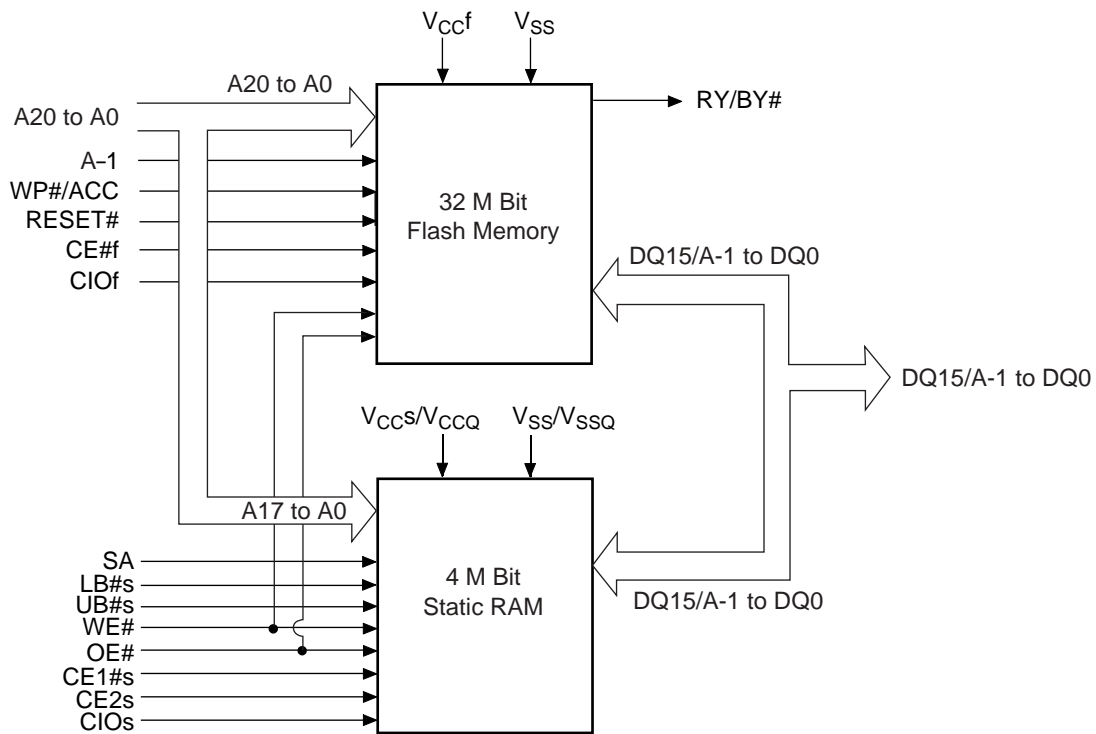 VCCf
VSS
A20 to A0
A20 to A0
RY/BY#
A–1
WP#/ACC
RESET#
CE#f
CIOf
32 M Bit
Flash Memory
DQ15/A-1 to DQ0
DQ15/A-1 to DQ0
VCCs/VCCQ
VSS/VSSQ
A17 to A0
SA
LB#s
UB#s
WE#
OE#
CE1#s
CE2s
CIOs
4 M Bit
Static RAM
DQ15/A-1 to DQ0